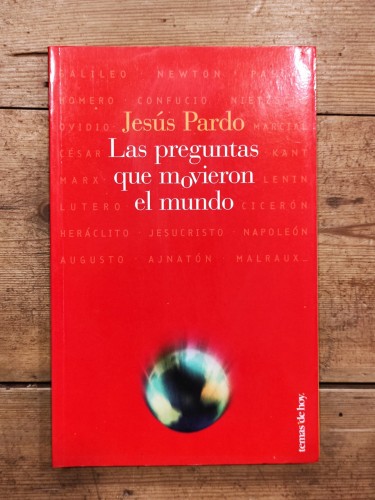 GALILEO · NEWTON ·
HOMERO · CONFUCIO · NIETZSCHE
Jesús Pardo
OVIDIO · MARCIAL
Las preguntas
CÉSAR · KANT
que movieron
MARX · LENIN
el mundo
LUTERO · CICERÓN
HERÁCLITO · JESUCRISTO · NAPOLEÓN
AUGUSTO · AJNATÓN · MALRAUX...
temas de hoy.